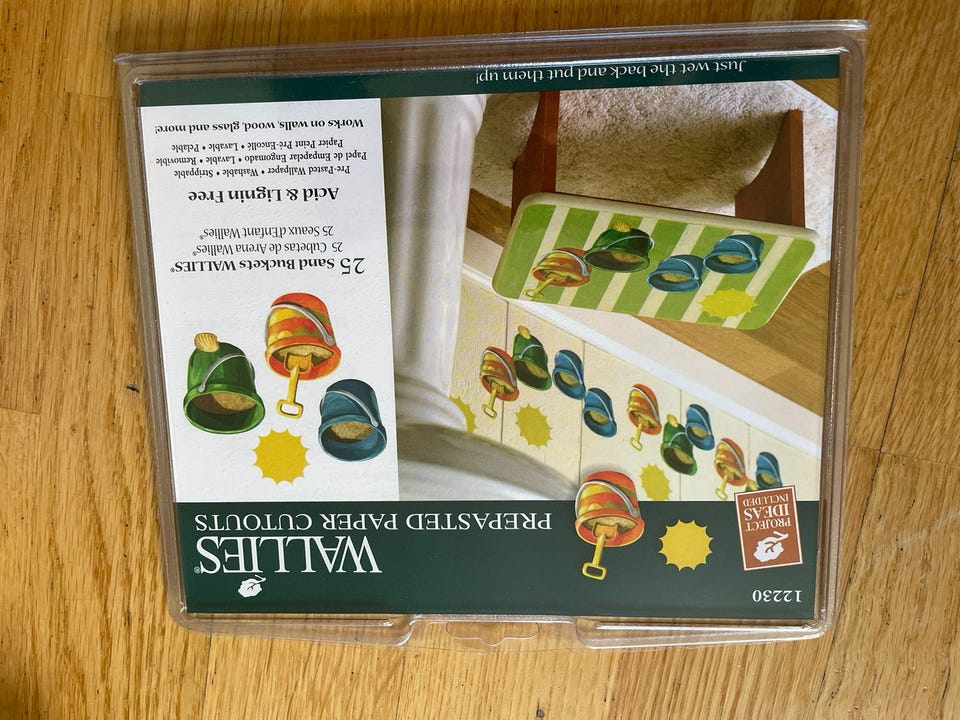 12230
WALLIES®
PREPASTED PAPER CUTOUTS
PROJECT
IDEAS
INCLUDED
25 Sand Buckets WALLIES®
25 Cubetas de Arena Wallies®
25 Seaux d'Enfant Wallies®
Acid & Lignin Free
Pre-Pasted Wallpaper • Washable • Strippable
Papel de Empapelar Engomado • Lavable • Removible
Papier Peint Pré-Encollé • Lavable • Pelable
Works on walls, wood, glass and more!
Just wet the back and put them up!